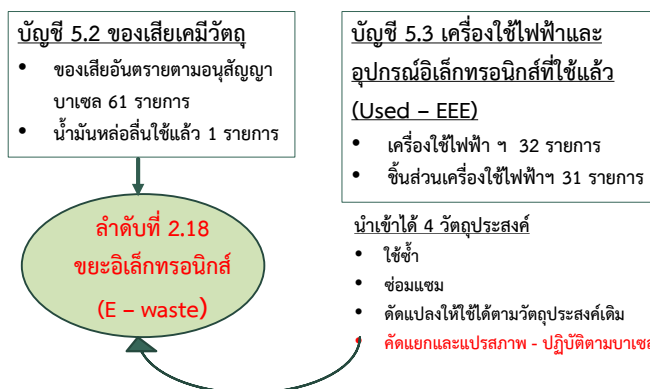 บัญชี 5.2 ของเสียเคมีวัตถุ
• ของเสียอันตรายตามอนุสัญญา
บาเซล 61 รายการ
• น้ำมันหล่อลื่นใช้แล้ว 1 รายการ
ลำดับที่ 2.18
ขยะอิเล็กทรอนิกส์
(E – waste)
บัญชี 5.3 เครื่องใช้ไฟฟ้าและ
อุปกรณ์อิเล็กทรอนิกส์ที่ใช้แล้ว
(Used – EEE)
• เครื่องใช้ไฟฟ้า ฯ 32 รายการ
• ชิ้นส่วนเครื่องใช้ไฟฟ้าฯ 31 รายการ
นำเข้าได้ 4 วัตถุประสงค์
• ใช้ซ้ำ
• ซ่อมแซม
• ดัดแปลงให้ใช้ได้ตามวัตถุประสงค์เดิม
• คัดแยกและแปรสภาพ - ปฏิบัติตามบาเซล